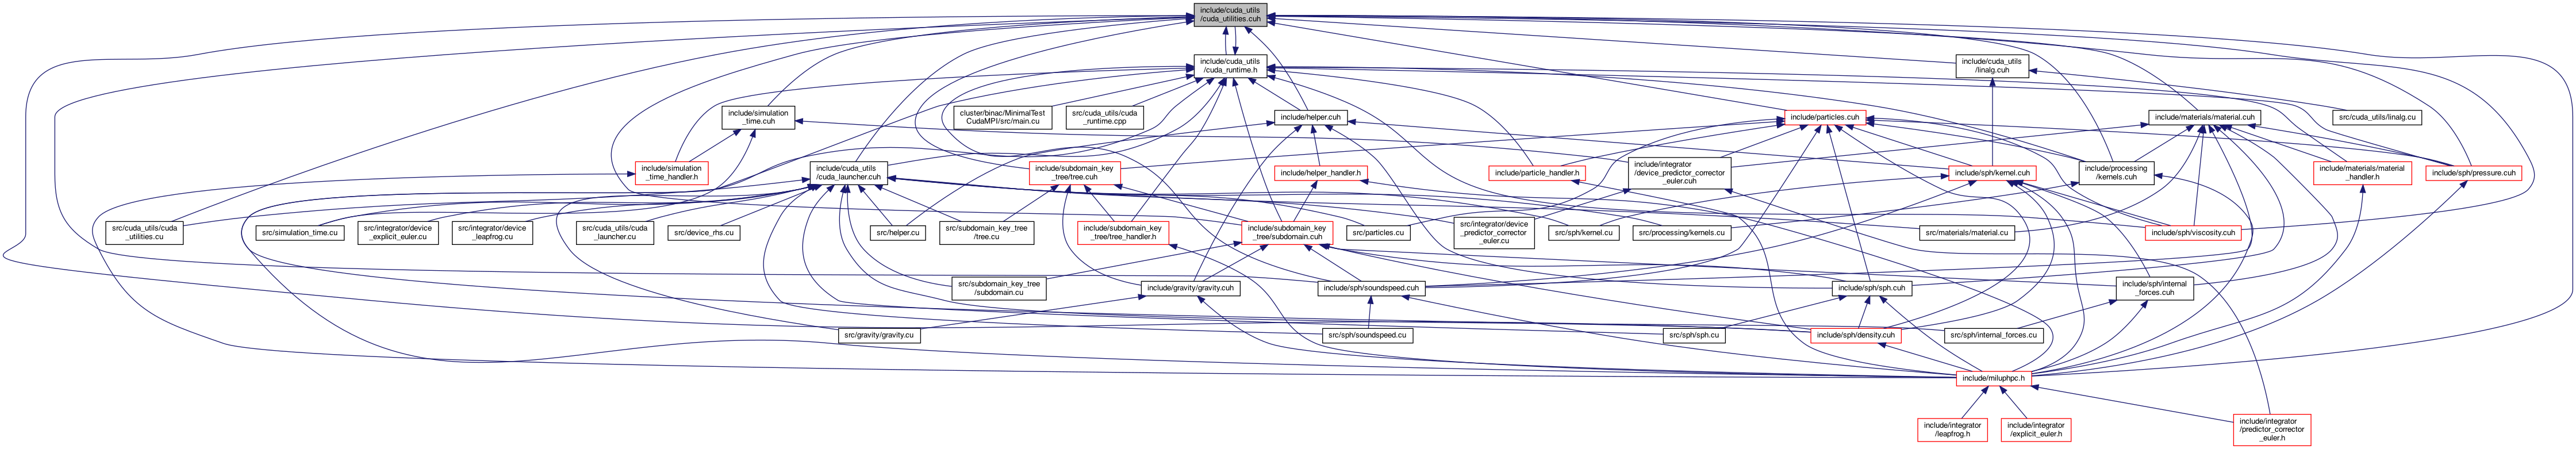 include/cuda_utils
/cuda_utilities.cuh
include/cuda_utils
/cuda_runtime.h
include/cuda_utils
/linalg.cuh
include/simulation
_time.cuh
cluster/binac/MinimalTest
CudaMPI/src/main.cu
src/cuda_utils/cuda
_runtime.cpp
include/helper.cuh
include/particles.cuh
include/materials/material.cuh
src/cuda_utils/linalg.cu
include/simulation
_time_handler.h
include/cuda_utils
/cuda_launcher.cuh
include/subdomain_key
_tree/tree.cuh
include/helper_handler.h
include/particle_handler.h
include/integrator
/device_predictor_corrector
_euler.cuh
include/sph/kernel.cuh
include/processing
/kernels.cuh
include/materials/material
_handler.h
include/sph/pressure.cuh
src/cuda_utils/cuda
_utilities.cu
src/simulation_time.cu
src/integrator/device
_explicit_euler.cu
src/integrator/device
_leapfrog.cu
src/cuda_utils/cuda
_launcher.cu
src/device_rhs.cu
src/helper.cu
src/subdomain_key_tree
/tree.cu
include/subdomain_key
_tree/tree_handler.h
include/subdomain_key
_tree/subdomain.cuh
src/particles.cu
src/integrator/device
_predictor_corrector
_euler.cu
src/sph/kernel.cu
src/processing/kernels.cu
src/materials/material.cu
include/sph/viscosity.cuh
src/subdomain_key_tree
/subdomain.cu
include/gravity/gravity.cuh
include/sph/soundspeed.cuh
include/sph/sph.cuh
include/sph/internal
_forces.cuh
src/gravity/gravity.cu
src/sph/soundspeed.cu
src/sph/sph.cu
include/sph/density.cuh
src/sph/internal_forces.cu
include/miluphpc.h
include/integrator
/leapfrog.h
include/integrator
/explicit_euler.h
include/integrator
/predictor_corrector
_euler.h